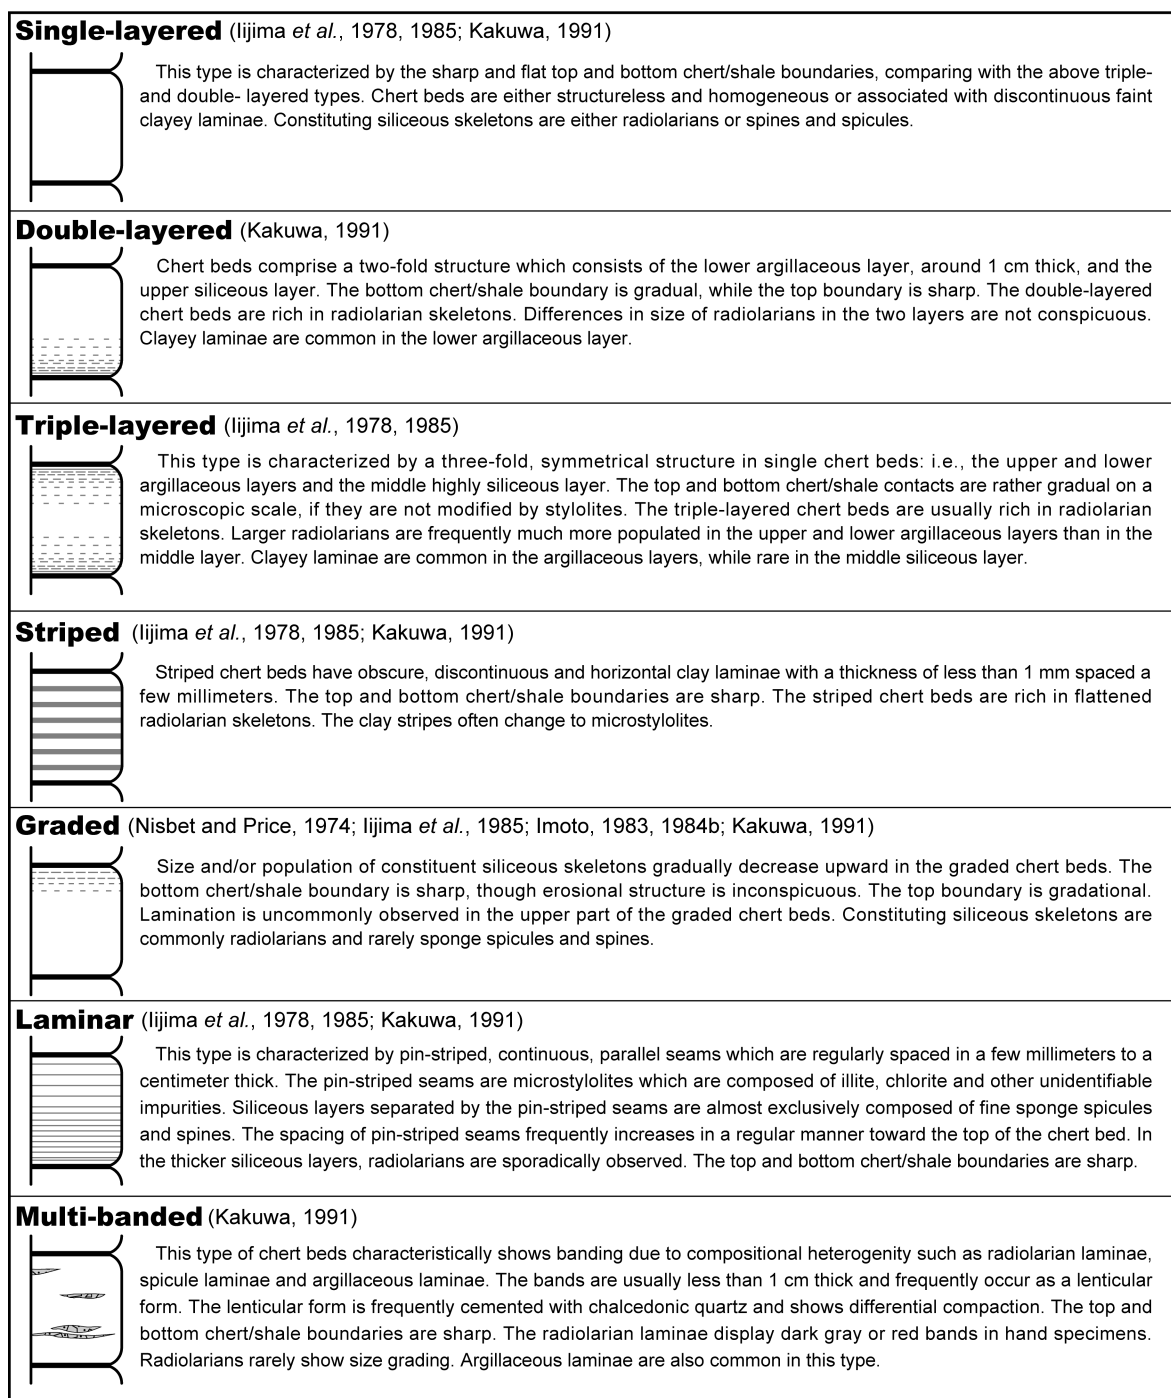 Single-layered (Iijima et al., 1978, 1985; Kakuwa, 1991)
This type is characterized by the sharp and flat top and bottom chert/shale boundaries, comparing with the above triple-
and double- layered types. Chert beds are either structureless and homogeneous or associated with discontinuous faint
clayey laminae. Constituting siliceous skeletons are either radiolarians or spines and spicules.
Double-layered (Kakuwa, 1991)
Chert beds comprise a two-fold structure which consists of the lower argillaceous layer, around 1 cm thick, and the
upper siliceous layer. The bottom chert/shale boundary is gradual, while the top boundary is sharp. The double-layered
chert beds are rich in radiolarian skeletons. Differences in size of radiolarians in the two layers are not conspicuous.
Clayey laminae are common in the lower argillaceous layer.
Triple-layered (Iijima et al., 1978, 1985)
This type is characterized by a three-fold, symmetrical structure in single chert beds: i.e., the upper and lower
argillaceous layers and the middle highly siliceous layer. The top and bottom chert/shale contacts are rather gradual on a
microscopic scale, if they are not modified by stylolites. The triple-layered chert beds are usually rich in radiolarian
skeletons. Larger radiolarians are frequently much more populated in the upper and lower argillaceous layers than in the
middle layer. Clayey laminae are common in the argillaceous layers, while rare in the middle siliceous layer.
Striped (Iijima et al., 1978, 1985; Kakuwa, 1991)
Striped chert beds have obscure, discontinuous and horizontal clay laminae with a thickness of less than 1 mm spaced a
few millimeters. The top and bottom chert/shale boundaries are sharp. The striped chert beds are rich in flattened
radiolarian skeletons. The clay stripes often change to microstylolites.
Graded (Nisbet and Price, 1974; Iijima et al., 1985; Imoto, 1983, 1984b; Kakuwa, 1991)
Size and/or population of constituent siliceous skeletons gradually decrease upward in the graded chert beds. The
bottom chert/shale boundary is sharp, though erosional structure is inconspicuous. The top boundary is gradational.
Lamination is uncommonly observed in the upper part of the graded chert beds. Constituting siliceous skeletons are
commonly radiolarians and rarely sponge spicules and spines.
Laminar (Iijima et al., 1978, 1985; Kakuwa, 1991)
This type is characterized by pin-striped, continuous, parallel seams which are regularly spaced in a few millimeters to a
centimeter thick. The pin-striped seams are microstylolites which are composed of illite, chlorite and other unidentifiable
impurities. Siliceous layers separated by the pin-striped seams are almost exclusively composed of fine sponge spicules
and spines. The spacing of pin-striped seams frequently increases in a regular manner toward the top of the chert bed. In
the thicker siliceous layers, radiolarians are sporadically observed. The top and bottom chert/shale boundaries are sharp.
Multi-banded (Kakuwa, 1991)
This type of chert beds characteristically shows banding due to compositional heterogenity such as radiolarian laminae,
spicule laminae and argillaceous laminae. The bands are usually less than 1 cm thick and frequently occur as a lenticular
form. The lenticular form is frequently cemented with chalcedonic quartz and shows differential compaction. The top and
bottom chert/shale boundaries are sharp. The radiolarian laminae display dark gray or red bands in hand specimens.
Radiolarians rarely show size grading. Argillaceous laminae are also common in this type.